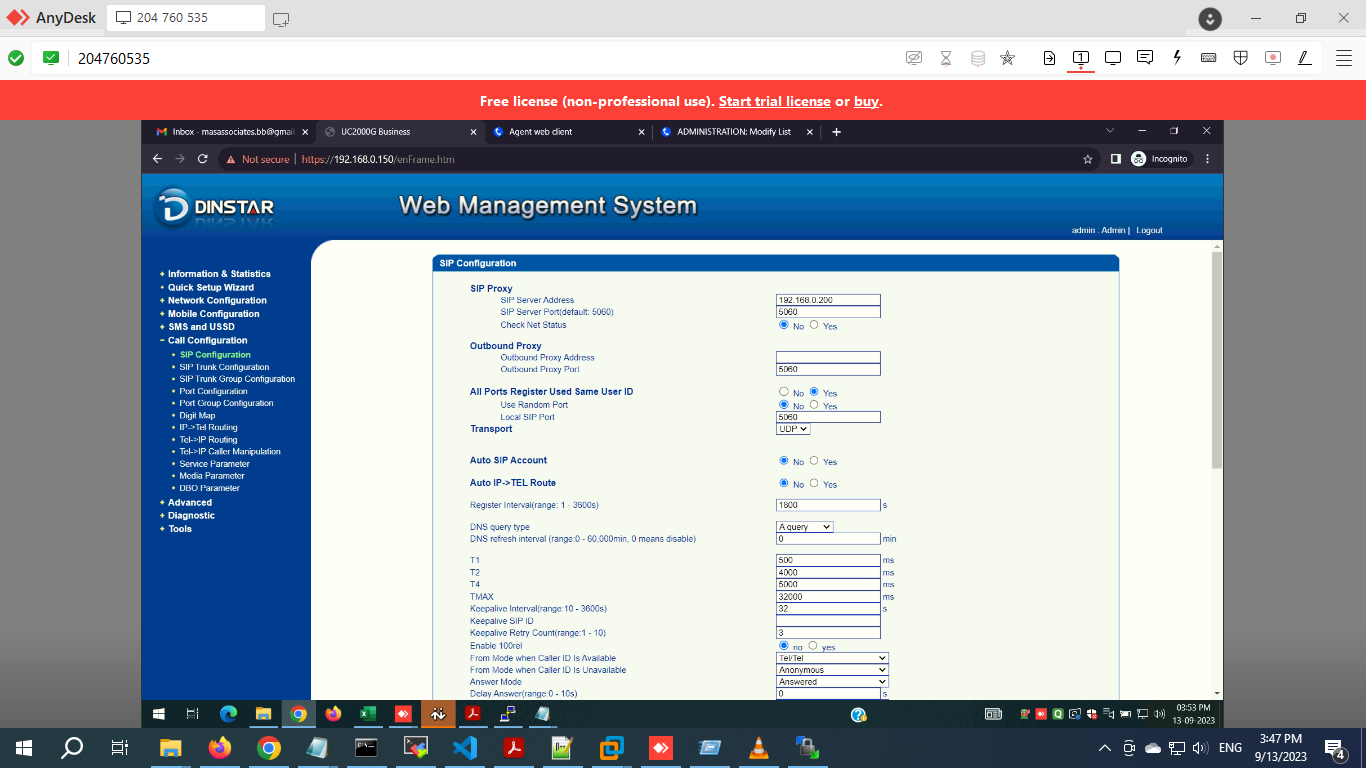 AnyDesk
204 760 535
204760535
Free license (non-professional use). Start trial license or buy.
Inbox - masassociates.bb@gmai
UC2000G Business
Agent web client
ADMINISTRATION: Modify List
Not secure
https://192.168.0.150/enFrame.htm
Incognito
DINSTAR
Web Management System
admin : Admin | Logout
Information & Statistics
Quick Setup Wizard
Network Configuration
Mobile Configuration
SMS and USSD
Call Configuration
SIP Configuration
SIP Trunk Configuration
SIP Trunk Group Configuration
Port Configuration
Port Group Configuration
Digit Map
IP->Tel Routing
Tel->IP Routing
Tel->IP Caller Manipulation
Service Parameter
Media Parameter
DBO Parameter
Advanced
Diagnostic
Tools
SIP Configuration
SIP Proxy
SIP Server Address 192.168.0.200
SIP Server Port(default: 5060) 5060
Check Net Status No Yes
Outbound Proxy
Outbound Proxy Address
Outbound Proxy Port 5060
All Ports Register Used Same User ID No Yes
Use Random Port No Yes
Local SIP Port 5060
Transport UDP
Auto SIP Account No Yes
Auto IP->TEL Route No Yes
Register Interval(range: 1 - 3600s) 1800 s
DNS query type A query
DNS refresh interval (range:0 - 60,000min, 0 means disable) 0 min
T1 500 ms
T2 4000 ms
T4 5000 ms
TMAX 32000 ms
Keepalive Interval(range:10 - 3600s) 32 s
Keepalive SIP ID
Keepalive Retry Count(range:1 - 10) 3
Enable 100rel no yes
From Mode when Caller ID Is Available Tel/Tel
From Mode when Caller ID Is Unavailable Anonymous
Answer Mode Answered
Delay Answer(range:0 - 10s) 0 s
03:53 PM
13-09-2023
ENG
3:47 PM
9/13/2023
4